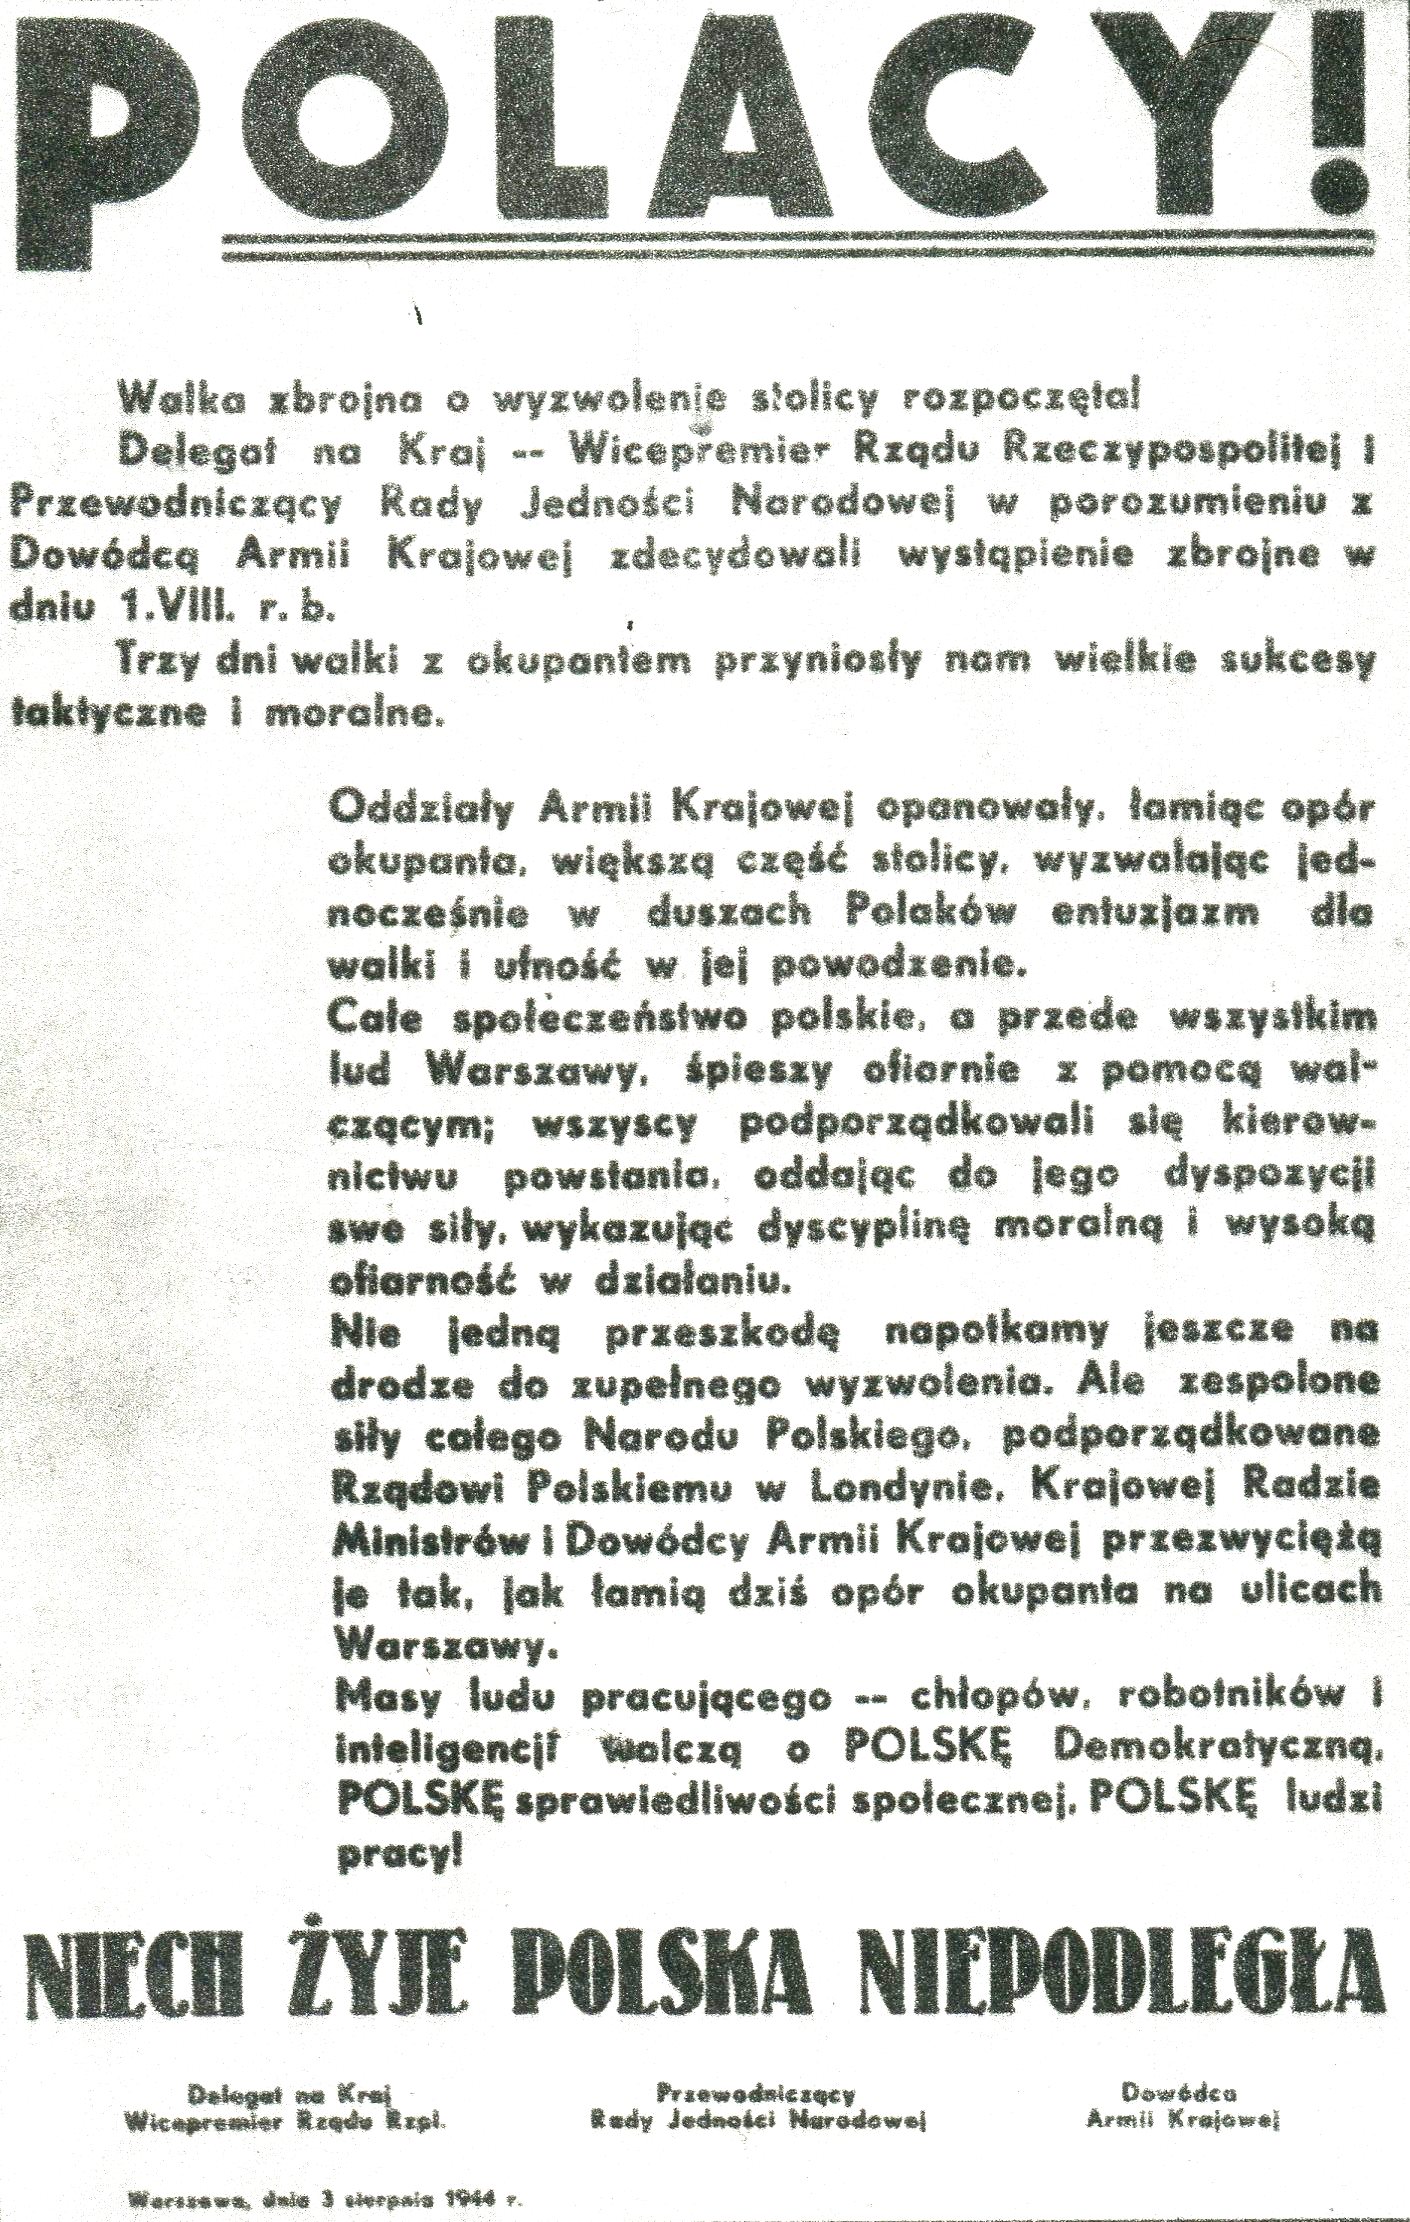 POLACY!
Walka zbrojna o wyzwolenie stolicy rozpoczęta!
Delegat na Kraj -- Wicepremier Rządu Rzeczypospolitej i
Przewodniczący Rady Jedności Narodowej w porozumieniu z
Dowódcą Armii Krajowej zdecydowali wystąpienie zbrojne w
dniu 1.VIII. r. b.
Trzy dni walki z okupantem przyniosły nam wielkie sukcesy
taktyczne i moralne.
Oddziały Armii Krajowej opanowały, łamiąc opór
okupanta, większą część stolicy, wyzwalając jed-
nocześnie w duszach Polaków entuzjazm dla
walki i ufność w jej powodzenie.
Całe społeczeństwo polskie, a przede wszystkim
lud Warszawy, śpieszy ofiarnie z pomocą wal-
czącym; wszyscy podporządkowali się kierow-
nictwu powstania, oddając do jego dyspozycji
swe siły, wykazując dyscyplinę moralną i wysoką
ofiarność w działaniu.
Nie jedną przeszkodę napotkamy jeszcze na
drodze do zupełnego wyzwolenia. Ale zespolone
siły całego Narodu Polskiego, podporządkowane
Rządowi Polskiemu w Londynie, Krajowej Radzie
Ministrów i Dowódcy Armii Krajowej przezwyciężą
je tak, jak łamią dziś opór okupanta na ulicach
Warszawy.
Masy ludu pracującego -- chłopów, robotników i
inteligencji walczą o POLSKĘ Demokratyczną,
POLSKĘ sprawiedliwości społecznej, POLSKĘ ludzi
pracy!
NIECH ŻYJE POLSKA NIEPODLEGŁA
Delegat na Kraj Przewodniczący Dowódca
Wicepremier Rządu Rzpl. Rady Jedności Narodowej Armii Krajowej
Warszawa, dnia 3 sierpnia 1944 r.